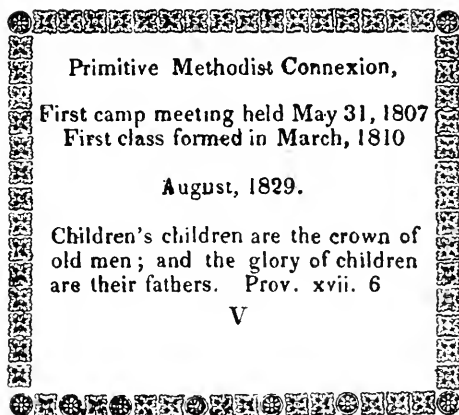 Primitive Methodist Connexion,
First camp meeting held May 31, 1807
First class formed in March, 1810
August, 1829.
Children's children are the crown of
old men; and the glory of children
are their fathers. Prov. xvii. 6
V